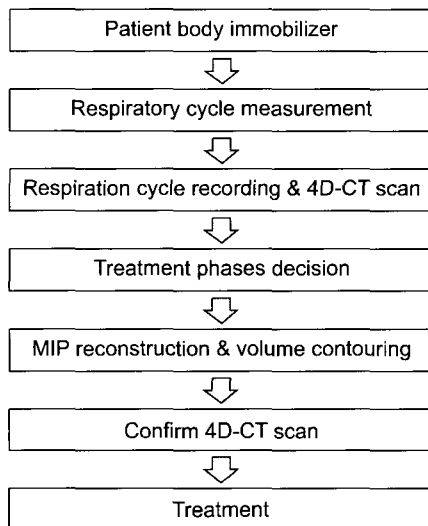 Patient body immobilizer
Respiratory cycle measurement
Respiration cycle recording & 4D-CT scan
Treatment phases decision
MIP reconstruction & volume contouring
Confirm 4D-CT scan
Treatment